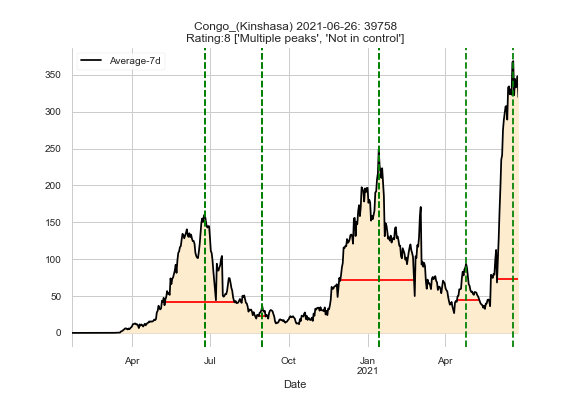 Congo_(Kinshasa) 2021-06-26: 39758
Rating:8 ['Multiple peaks', 'Not in control']
Average-7d
350
300
250
200
150
100
50
0
Apr
Jul
Oct
Jan
2021
Apr
Date